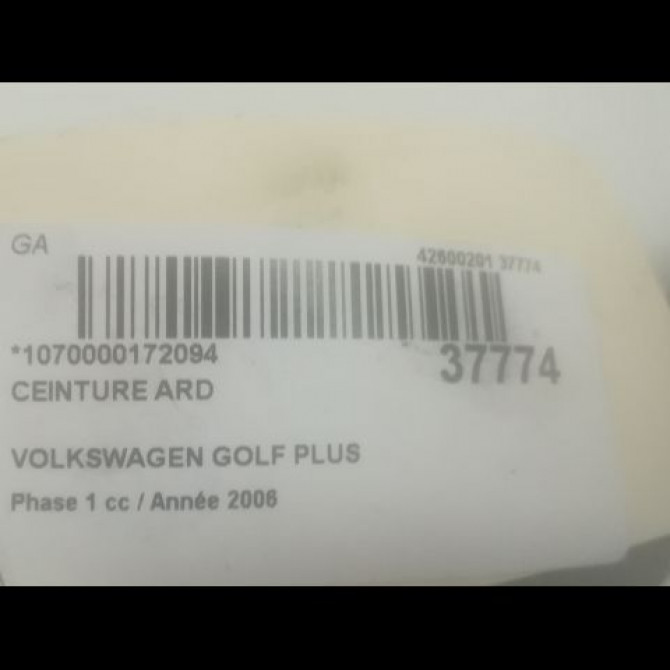 GA
42600201 37774
*1070000172094
37774
CEINTURE ARD
VOLKSWAGEN GOLF PLUS
Phase 1 cc / Année 2006